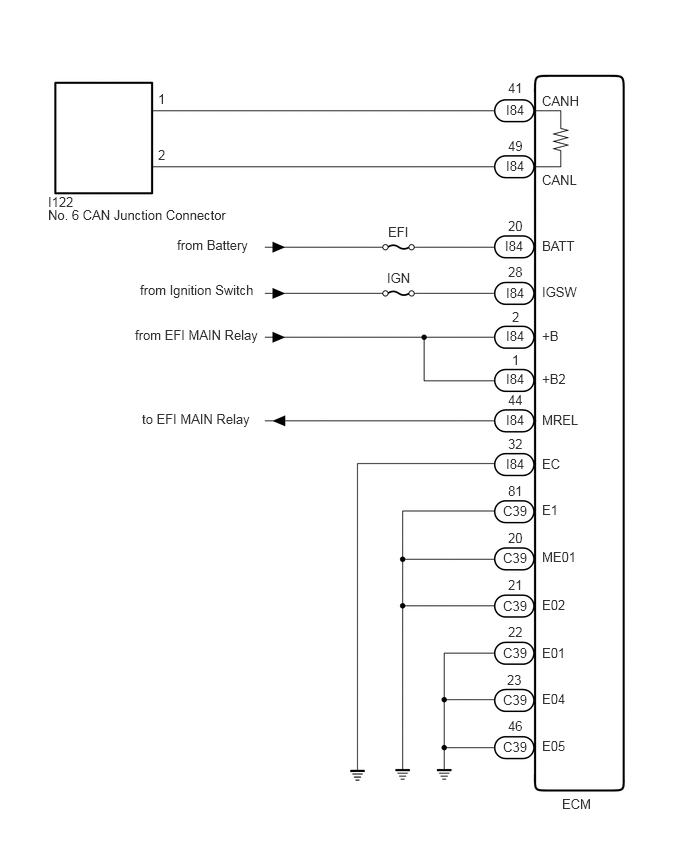 41
1
I84
CANH
49
2
I84
CANL
I122
No. 6 CAN Junction Connector
20
EFI
from Battery
I84
BATT
28
IGN
from Ignition Switch
I84
IGSW
2
from EFI MAIN Relay
I84
+B
1
I84
+B2
44
to EFI MAIN Relay
I84
MREL
32
I84
EC
81
C39
E1
20
C39
ME01
21
C39
E02
22
C39
E01
23
C39
E04
46
C39
E05
ECM